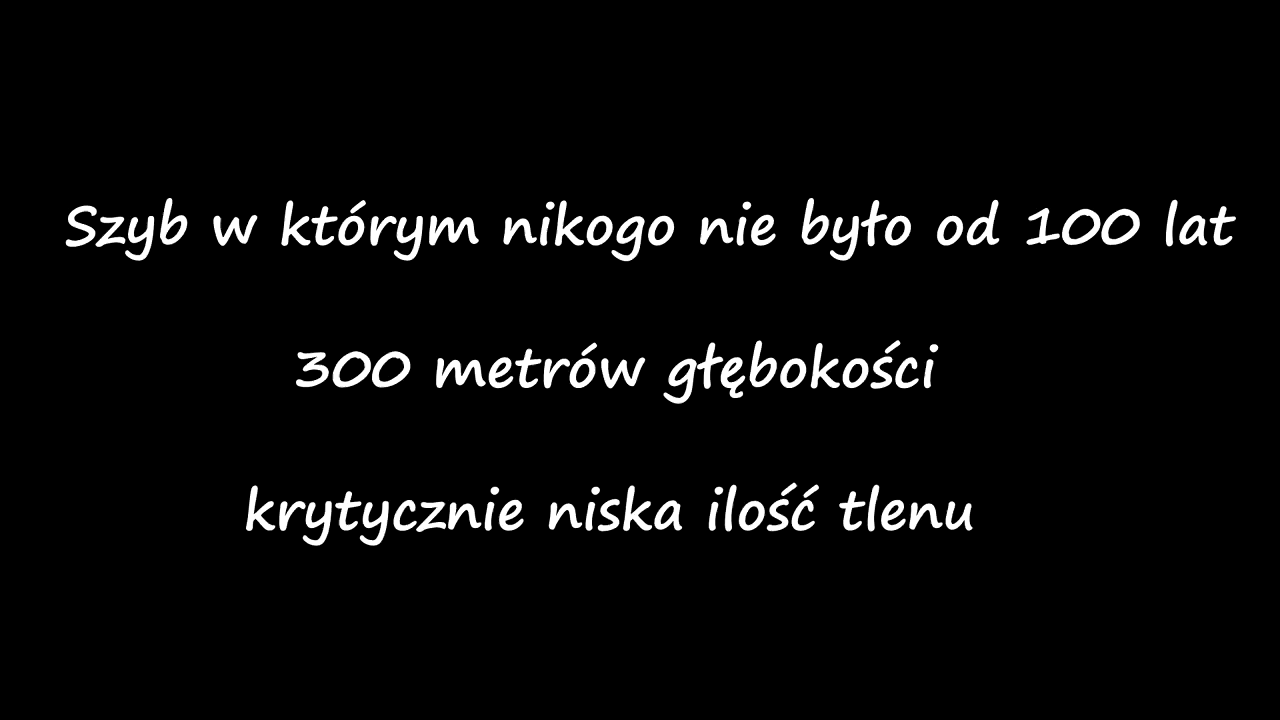 Szyb w którym nikogo nie było od 100 lat
300 metrów głębokości
krytycznie niska ilość tlenu